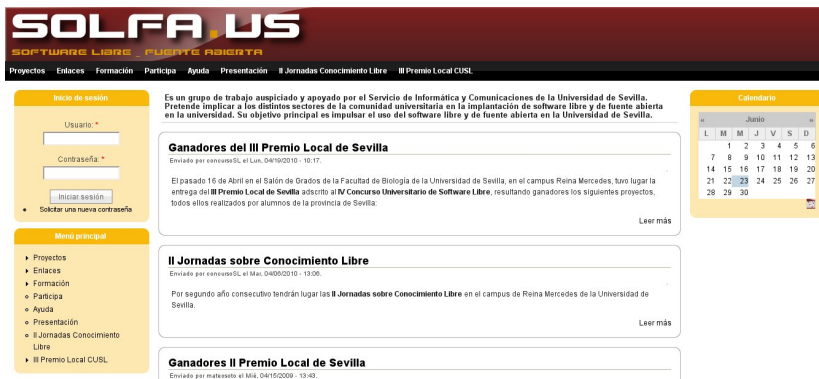 SOLFA.US
SOFTWARE LIBRE _ FUENTE ABIERTA
Proyectos Enlaces Formación Participa Ayuda Presentación II Jornadas Conocimiento Libre III Premio Local CUSL
Inicio de sesión
Usuario: *
Contraseña: *
Iniciar sesión
Solicitar una nueva contraseña
Menú principal
Proyectos
Enlaces
Formación
Participa
Ayuda
Presentación
II Jornadas Conocimiento
Libre
III Premio Local CUSL
Es un grupo de trabajo auspiciado y apoyado por el Servicio de Informática y Comunicaciones de la Universidad de Sevilla.
Pretende implicar a los distintos sectores de la comunidad universitaria en la implantación de software libre y de fuente abierta
en la universidad. Su objetivo principal es impulsar el uso del software libre y de fuente abierta en la Universidad de Sevilla.
Ganadores del III Premio Local de Sevilla
Enviado por concursoSL el Lun, 04/19/2010 - 10:17.
El pasado 16 de Abril en el Salón de Grados de la Facultad de Biología de la Universidad de Sevilla, en el campus Reina Mercedes, tuvo lugar la
entrega del III Premio Local de Sevilla adscrito al IV Concurso Universitario de Software Libre, resultando ganadores los siguientes proyectos,
todos ellos realizados por alumnos de la provincia de Sevilla:
Leer más
II Jornadas sobre Conocimiento Libre
Enviado por concursoSL el Mar, 04/06/2010 - 13:06.
Por segundo año consecutivo tendrán lugar las II Jornadas sobre Conocimiento Libre en el campus de Reina Mercedes de la Universidad de
Sevilla.
Leer más
Ganadores II Premio Local de Sevilla
Enviado por mateosoto el Mié, 04/15/2009 - 13:43.
Calendario
« Junio »
L M M J V S D
1 2 3 4 5 6
7 8 9 10 11 12 13
14 15 16 17 18 19 20
21 22 23 24 25 26 27
28 29 30